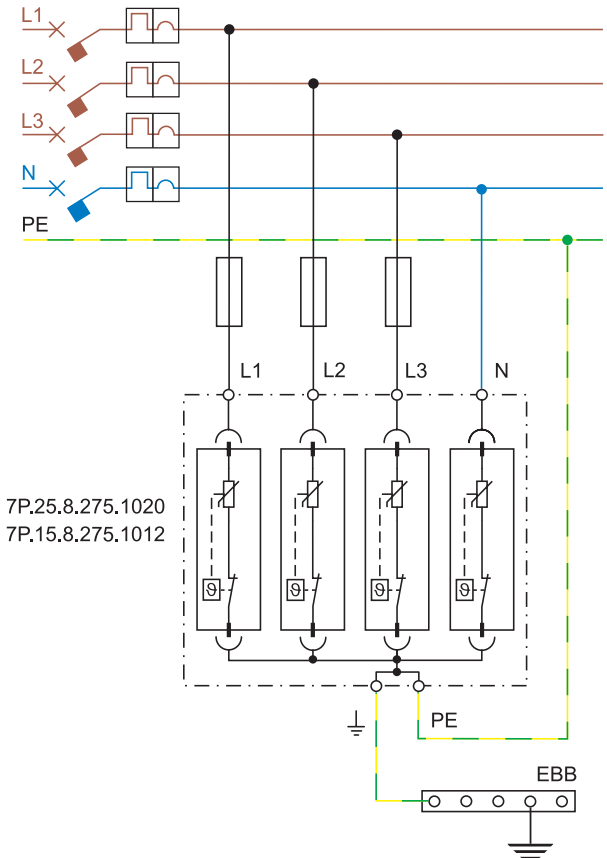 L1
L2
L3
N
PE
L1 L2 L3 N
7P.25.8.275.1020
7P.15.8.275.1012
ϑ ϑ ϑ ϑ
PE
EBB